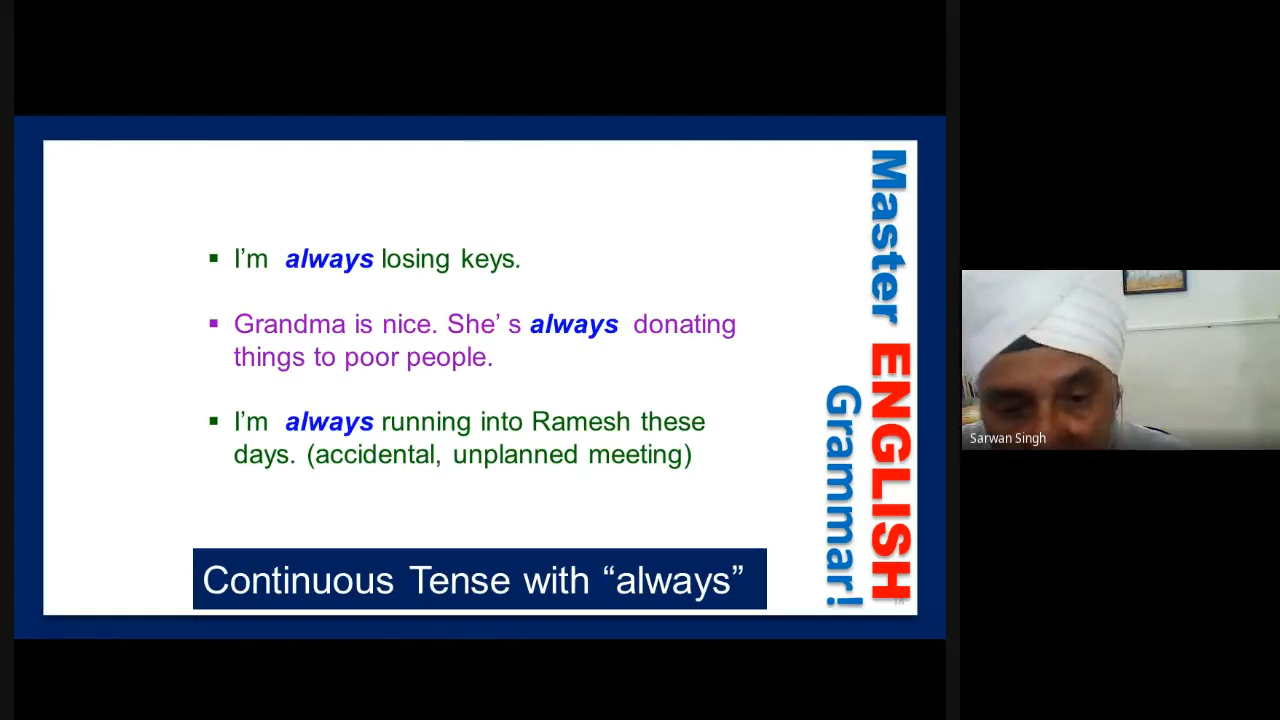 ▪ I’m always losing keys.
▪ Grandma is nice. She’ s always donating
things to poor people.
▪ I’m always running into Ramesh these
days. (accidental, unplanned meeting)
Continuous Tense with “always”
Master ENGLISH
Grammar!
Sarwan Singh